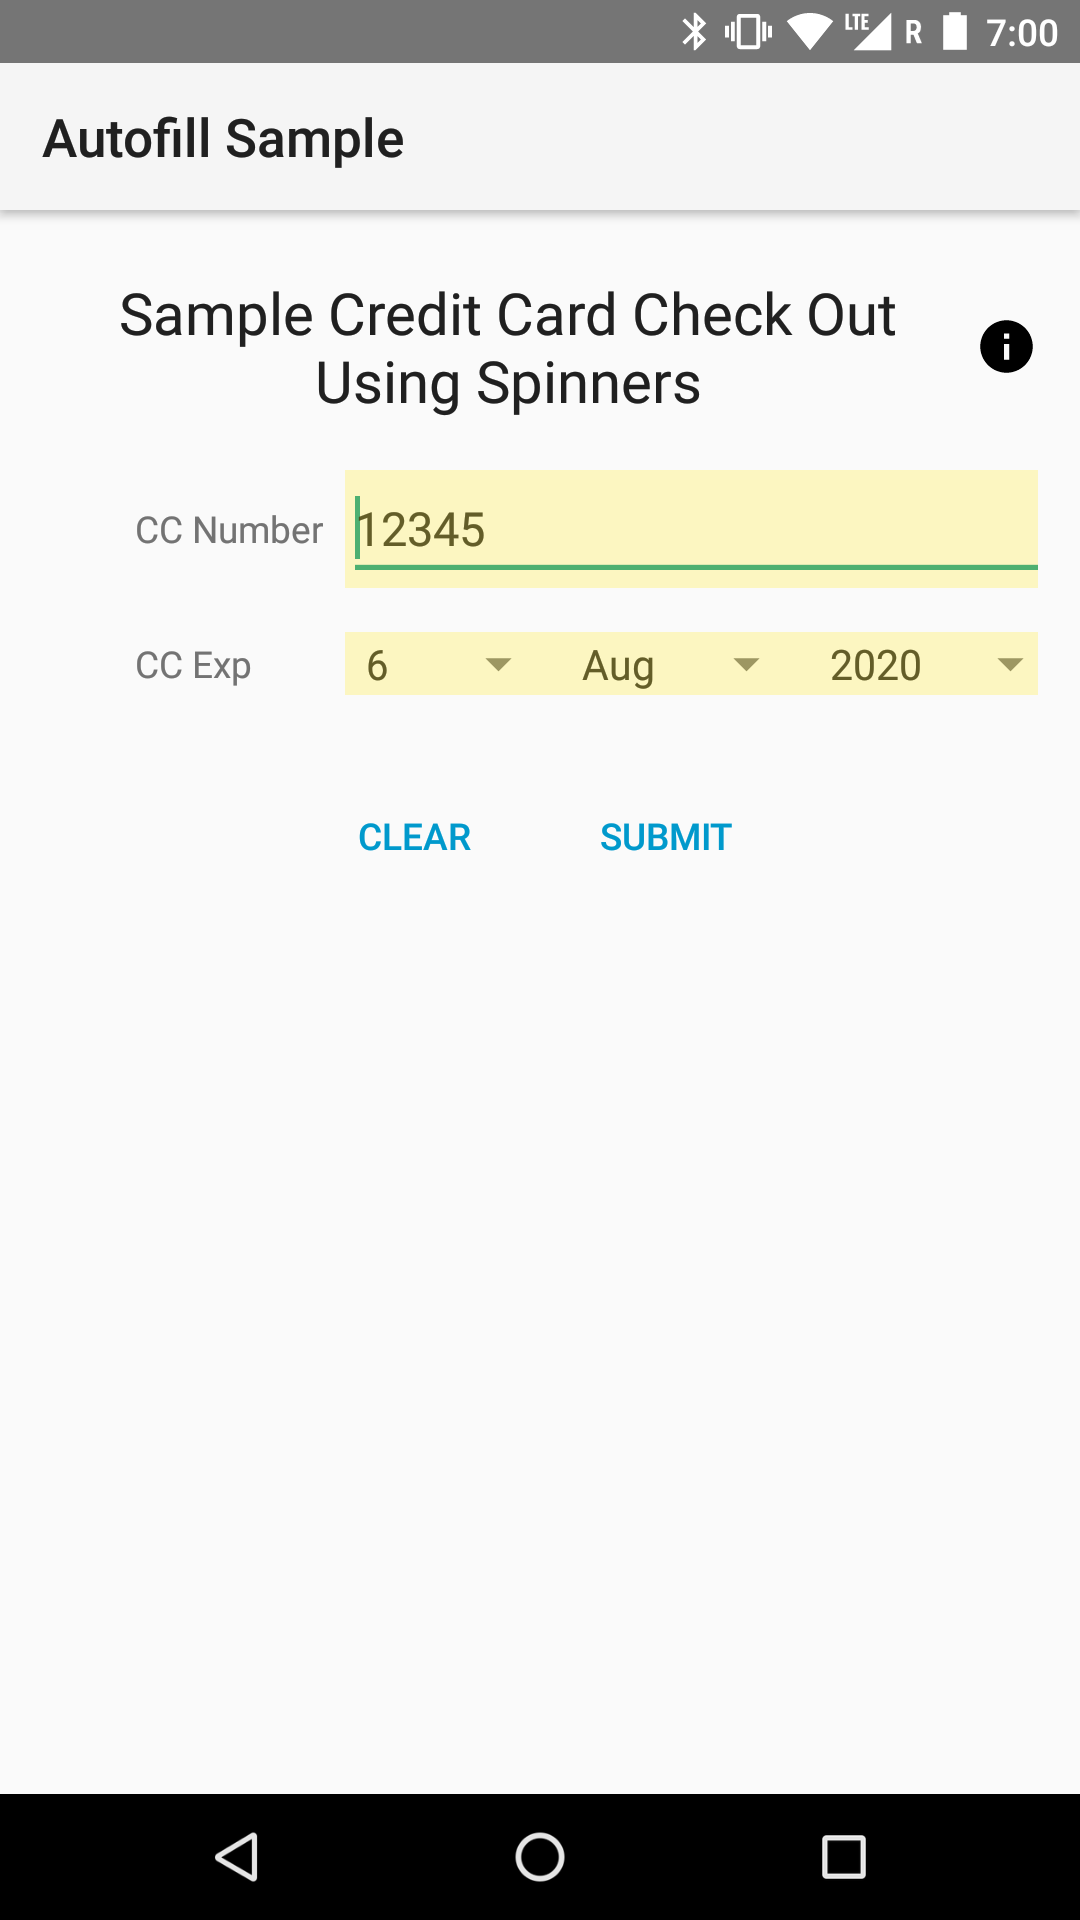 LTE R 7:00
Autofill Sample
Sample Credit Card Check Out
Using Spinners
CC Number 12345
CC Exp 6 Aug 2020
CLEAR SUBMIT